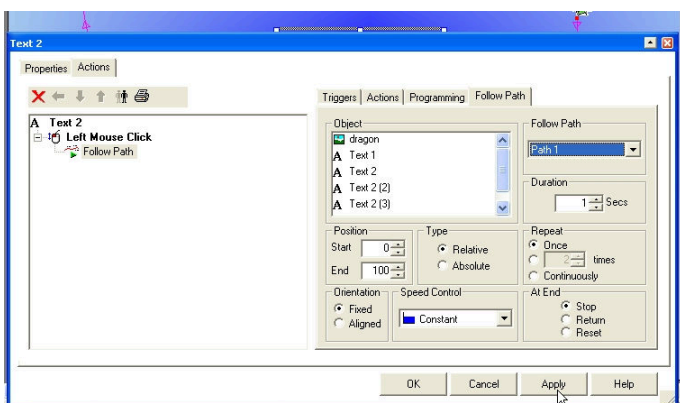 Text 2
Properties Actions
Triggers Actions Programming Follow Path
A Text 2
Left Mouse Click
Follow Path
Object
dragon
A Text 1
A Text 2
A Text 2 (2)
A Text 2 (3)
Follow Path
Path 1
Duration
1 Secs
Position
Start 0
End 100
Type
Relative
Absolute
Repeat
Once
2 times
Continuously
Orientation
Fixed
Aligned
Speed Control
Constant
At End
Stop
Return
Reset
OK Cancel Apply Help